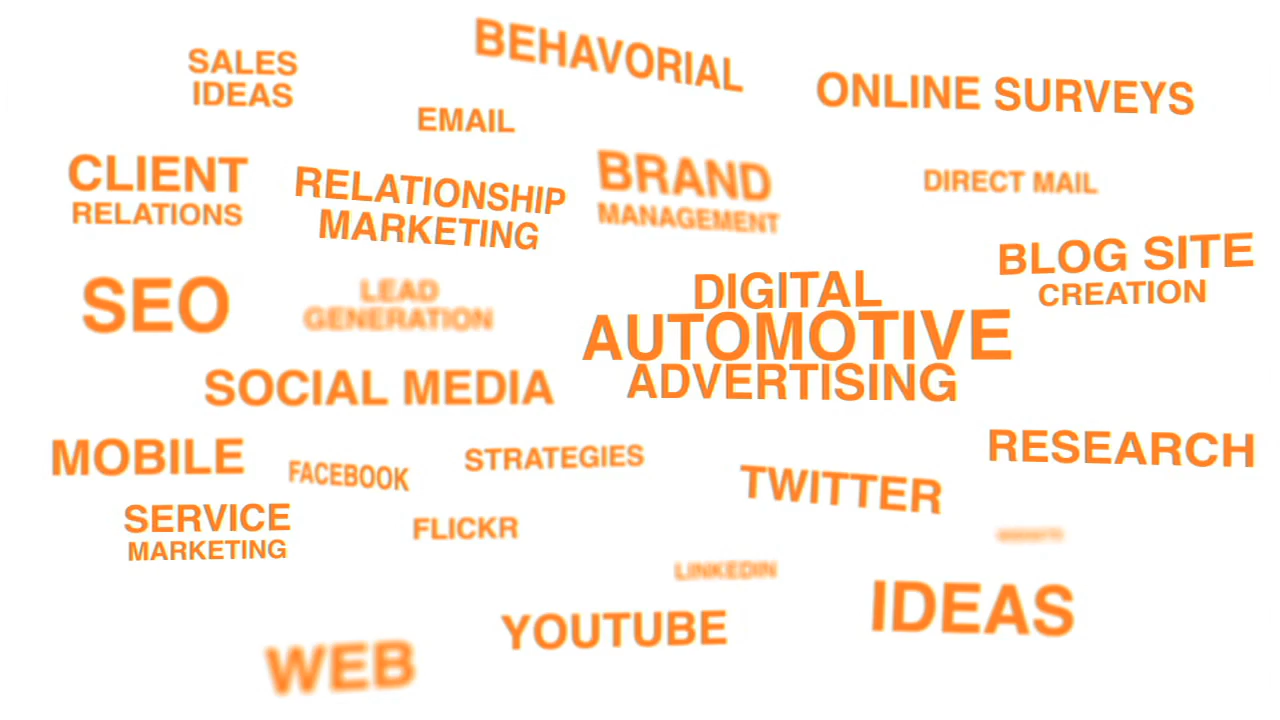 BEHAVORIAL
SALES
IDEAS
ONLINE SURVEYS
EMAIL
CLIENT
RELATIONS
RELATIONSHIP
MARKETING
BRAND
MANAGEMENT
DIRECT MAIL
BLOG SITE
CREATION
SEO
LEAD
GENERATION
DIGITAL
AUTOMOTIVE
ADVERTISING
SOCIAL MEDIA
MOBILE
FACEBOOK
STRATEGIES
TWITTER
RESEARCH
SERVICE
MARKETING
FLICKR
LINKEDIN
IDEAS
YOUTUBE
WEB